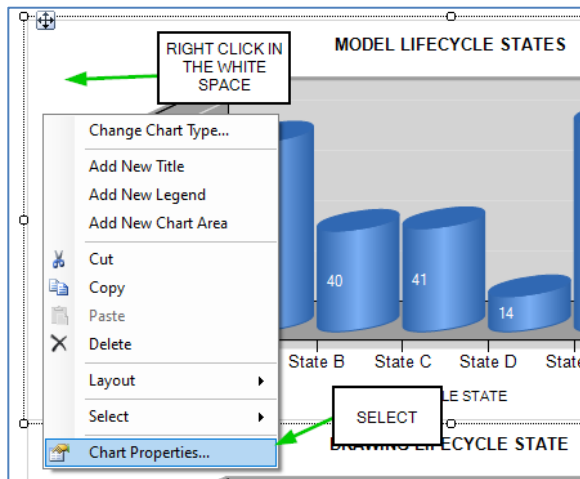 RIGHT CLICK IN
THE WHITE
SPACE
MODEL LIFECYCLE STATES
Change Chart Type...
Add New Title
Add New Legend
Add New Chart Area
Cut
Copy
Paste
Delete
Layout
Select
Chart Properties...
40
41
14
State B
State C
State D
State
LE STATE
SELECT
DRAWING LIFECYCLE STATE